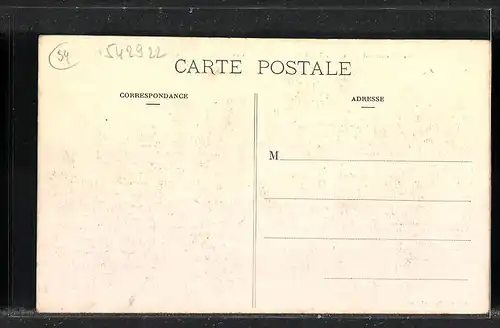 54 542922
CARTE POSTALE
CORRESPONDANCE
ADRESSE
M